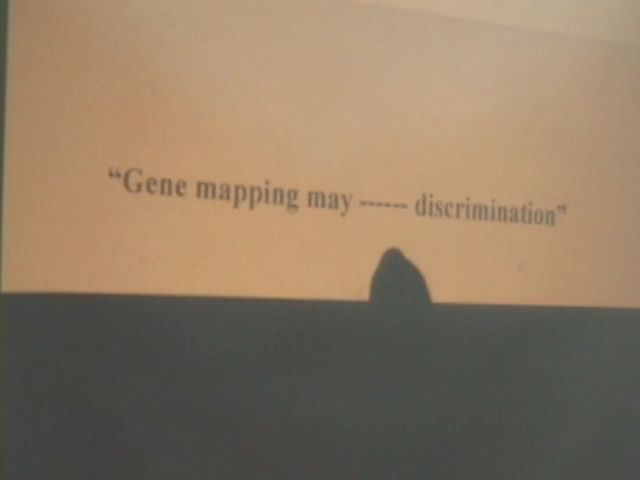 “Gene mapping may ------ discrimination”